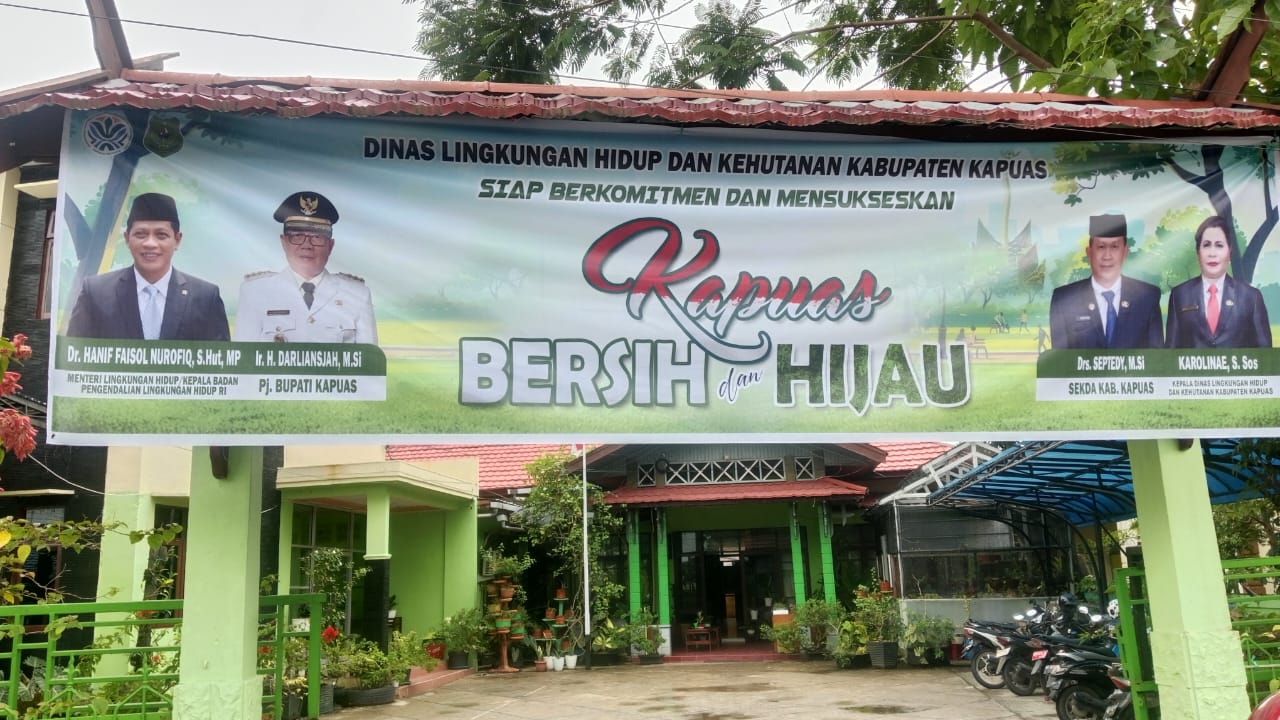 DINAS LINGKUNGAN HIDUP DAN KEHUTANAN KABUPATEN KAPUAS
SIAP BERKOMITMEN DAN MENSUKSESKAN
Kapuas
BERSIH dan HIJAU
Dr. HANIF FAISOL NUROFIQ, S.Hut, MP
MENTERI LINGKUNGAN HIDUP/KEPALA BADAN
PENGENDALIAN LINGKUNGAN HIDUP RI
Ir. H. DARLIANSJAH, M.Si
Pj. BUPATI KAPUAS
Drs. SEPTEDY, M.Si
SEKDA KAB. KAPUAS
KAROLINAE, S. Sos
KEPALA DINAS LINGKUNGAN HIDUP
DAN KEHUTANAN KABUPATEN KAPUAS